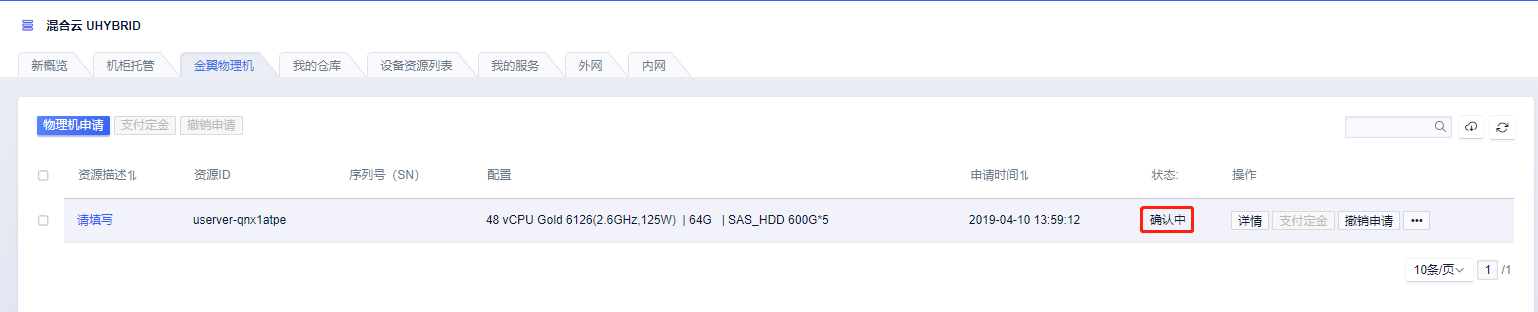 混合云 UHYBRID
新概览 机柜托管 金翼物理机 我的仓库 设备资源列表 我的服务 外网 内网
物理机申请 支付定金 撤销申请
资源描述 资源ID 序列号（SN） 配置 申请时间 状态: 操作
请填写 userver-qnx1atpe 48 vCPU Gold 6126(2.6GHz,125W) | 64G | SAS_HDD 600G*5 2019-04-10 13:59:12 确认中 详情 支付定金 撤销申请 •••
10条/页 1 /1